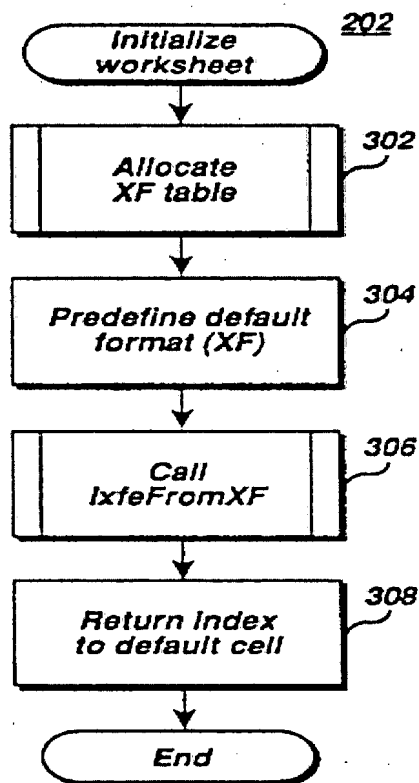 202
Initialize
worksheet
302
Allocate
XF table
304
Predefine default
format (XF)
306
Call
IxfeFromXF
308
Return Index
to default cell
End